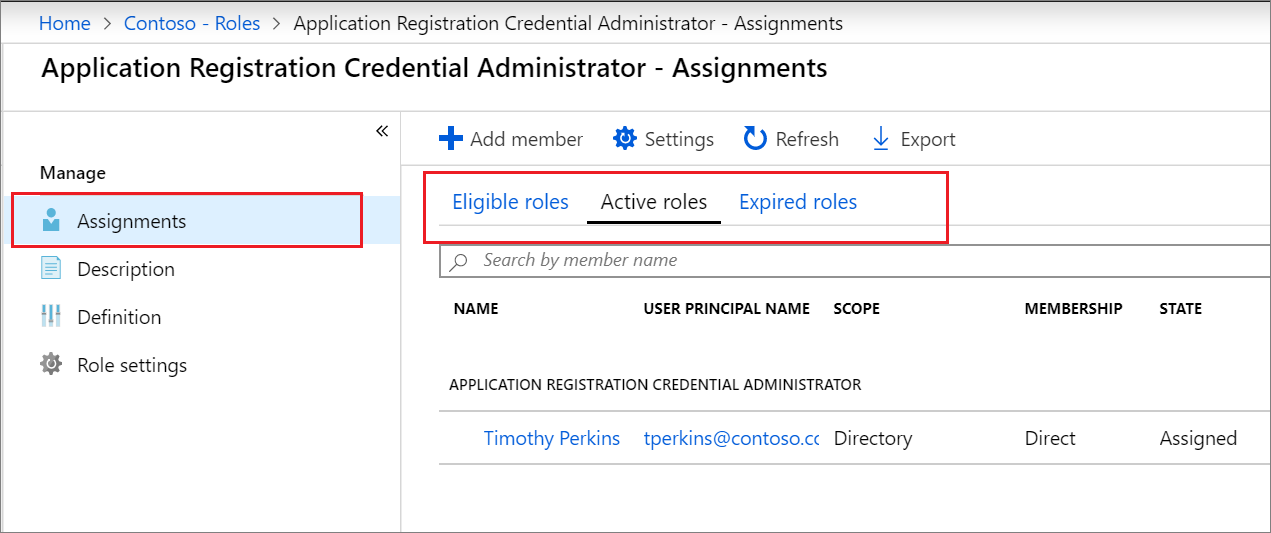 Home > Contoso - Roles > Application Registration Credential Administrator - Assignments
Application Registration Credential Administrator - Assignments
«
Manage
Assignments
Description
Definition
Role settings
Add member Settings Refresh Export
Eligible roles Active roles Expired roles
Search by member name
NAME USER PRINCIPAL NAME SCOPE MEMBERSHIP STATE
APPLICATION REGISTRATION CREDENTIAL ADMINISTRATOR
Timothy Perkins tperkins@contoso.co Directory Direct Assigned